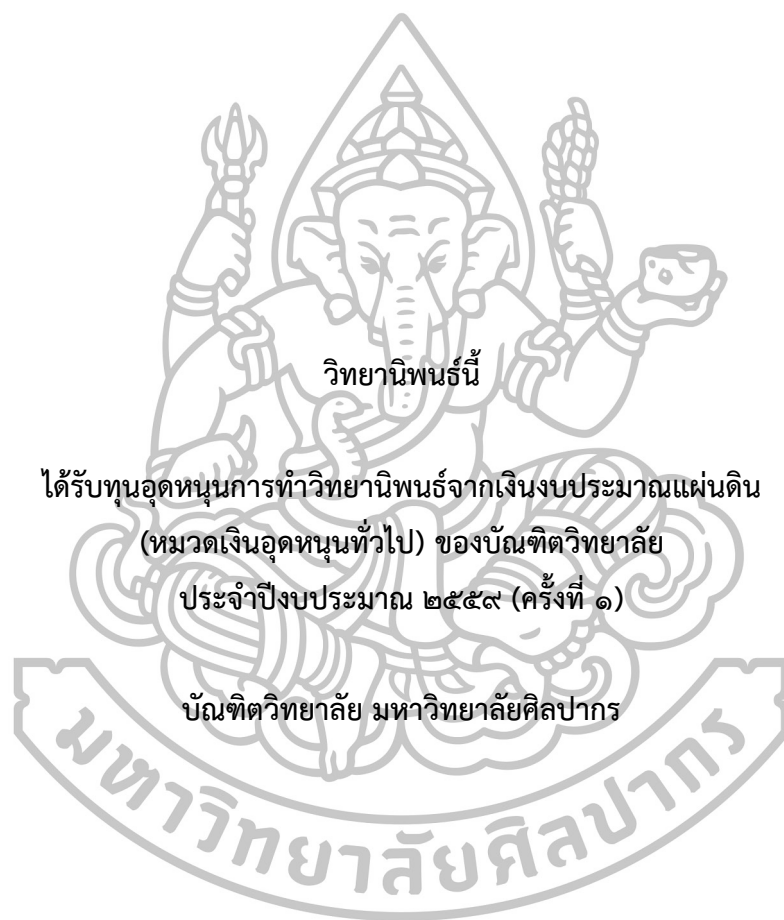 วิทยานิพนธ์นี้
ได้รับทุนอุดหนุนการทำวิทยานิพนธ์จากเงินงบประมาณแผ่นดิน
(หมวดเงินอุดหนุนทั่วไป) ของบัณฑิตวิทยาลัย
ประจำปีงบประมาณ ๒๕๕๙ (ครั้งที่ ๑)
บัณฑิตวิทยาลัย มหาวิทยาลัยศิลปากร
มหาวิทยาลัยศิลปากร